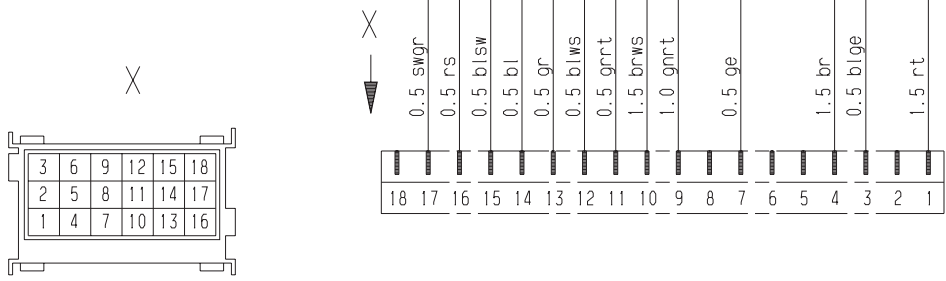 X
3 6 9 12 15 18
2 5 8 11 14 17
1 4 7 10 13 16
X
0.5 swgr
0.5 rs
0.5 blsw
0.5 bl
0.5 gr
0.5 blws
0.5 grrt
1.5 brws
1.0 gnrt
0.5 ge
1.5 br
0.5 blge
1.5 rt
18 17 16 15 14 13 12 11 10 9 8 7 6 5 4 3 2 1